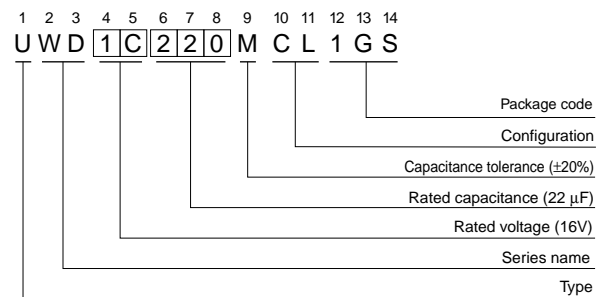 1 2 3 4 5 6 7 8 9 10 11 12 13 14
U W D 1 C 2 2 0 M C L 1 G S
Package code
Configuration
Capacitance tolerance (±20%)
Rated capacitance (22 µF)
Rated voltage (16V)
Series name
Type